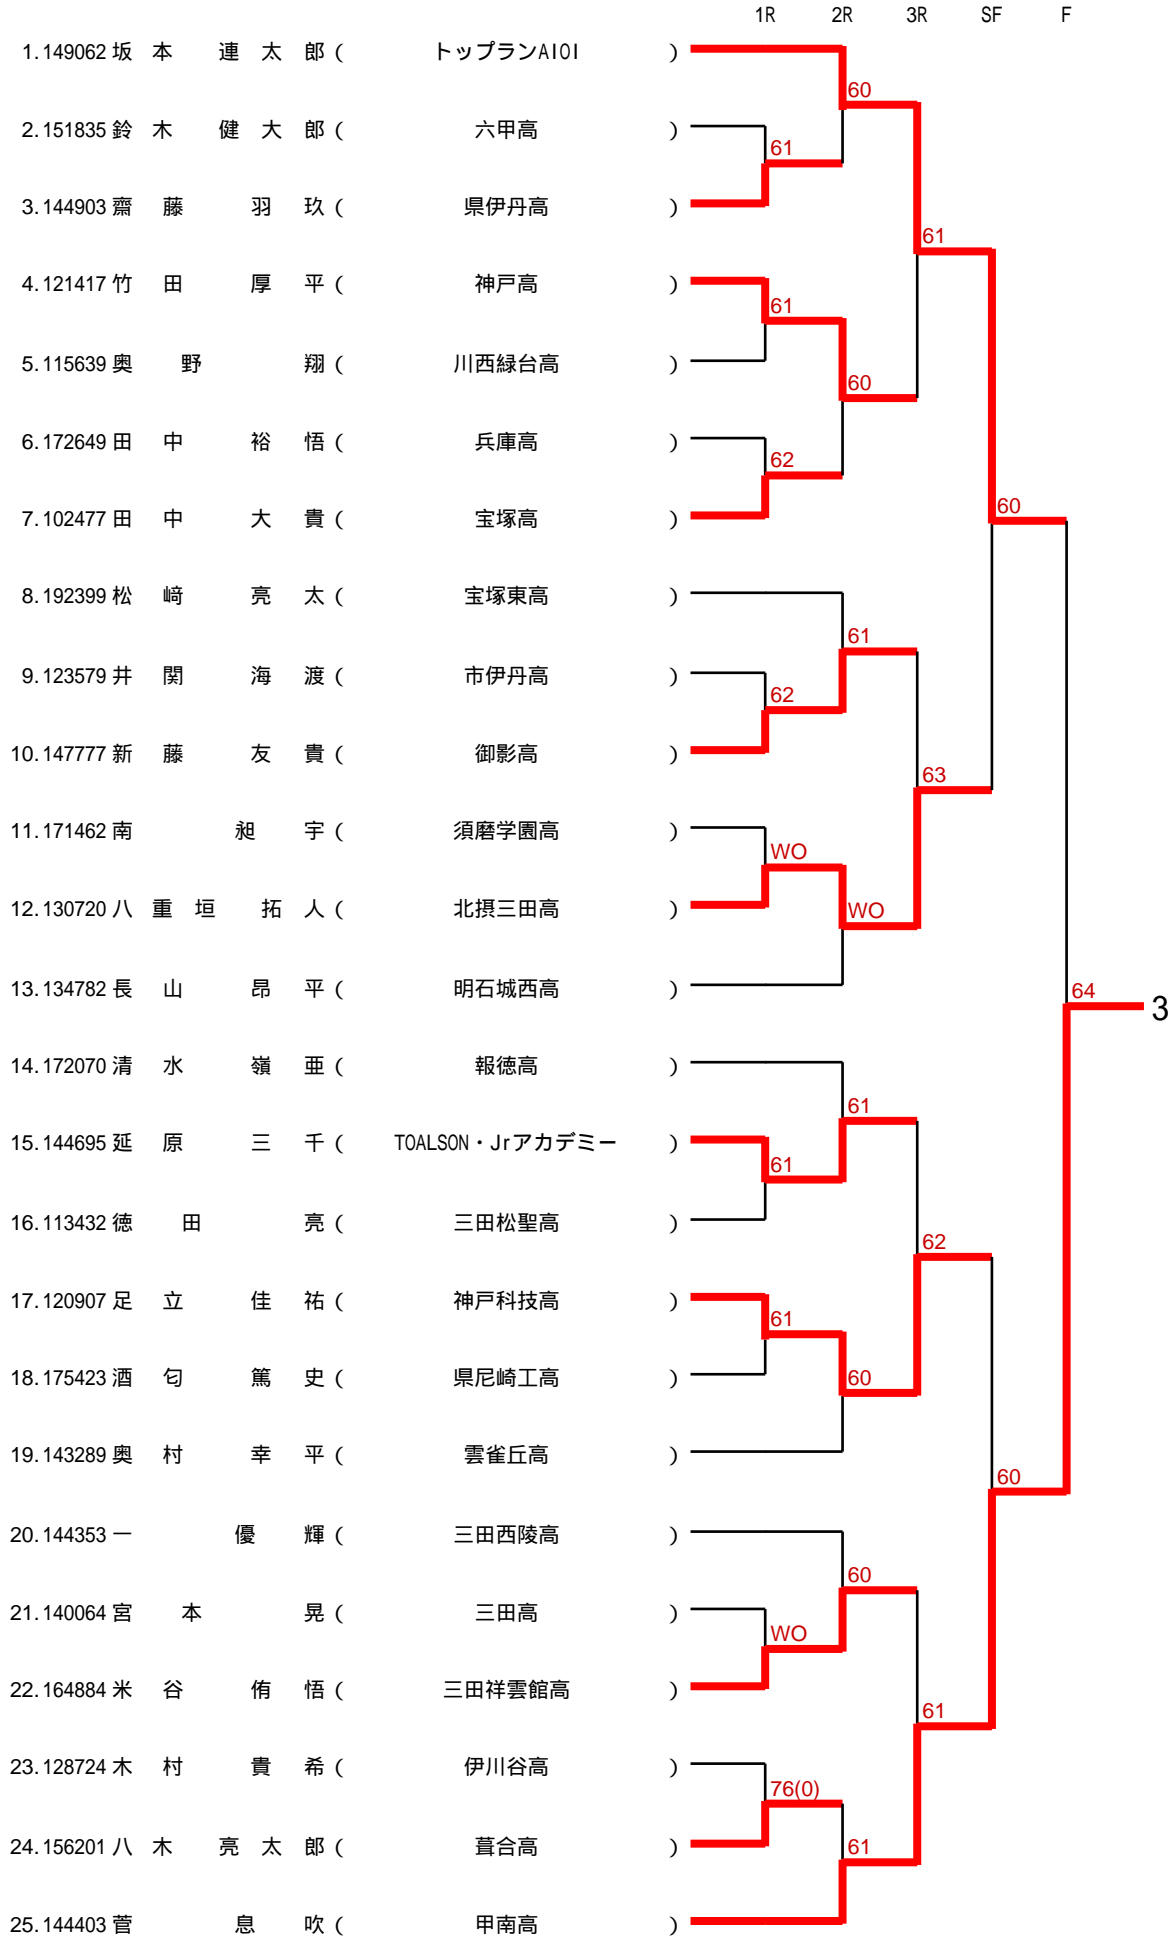 1R 2R 3R SF F
1.149062 坂本 連太郎 ( トップランAIOI )
60
2.151835 鈴木 健大郎 ( 六甲高 )
61
3.144903 齋藤 羽玖 ( 県伊丹高 )
61
4.121417 竹田 厚平 ( 神戸高 )
61
5.115639 奥野 翔 ( 川西緑台高 )
60
6.172649 田中 裕悟 ( 兵庫高 )
62
7.102477 田中 大貴 ( 宝塚高 )
60
8.192399 松﨑 亮太 ( 宝塚東高 )
61
9.123579 井関 海渡 ( 市伊丹高 )
62
10.147777 新藤 友貴 ( 御影高 )
63
11.171462 南 昶宇 ( 須磨学園高 )
WO
12.130720 八重垣 拓人 ( 北摂三田高 )
WO
13.134782 長山 昂平 ( 明石城西高 )
64
3
14.172070 清水 嶺亜 ( 報徳高 )
61
15.144695 延原 三千 ( TOALSON・Jrアカデミー )
61
16.113432 徳田 亮 ( 三田松聖高 )
62
17.120907 足立 佳祐 ( 神戸科技高 )
61
18.175423 酒匂 篤史 ( 県尼崎工高 )
60
19.143289 奥村 幸平 ( 雲雀丘高 )
60
20.144353 一 優輝 ( 三田西陵高 )
60
21.140064 宮本 晃 ( 三田高 )
WO
22.164884 米谷 侑悟 ( 三田祥雲館高 )
61
23.128724 木村 貴希 ( 伊川谷高 )
76(0)
24.156201 八木 亮太郎 ( 葺合高 )
61
25.144403 菅 息吹 ( 甲南高 )